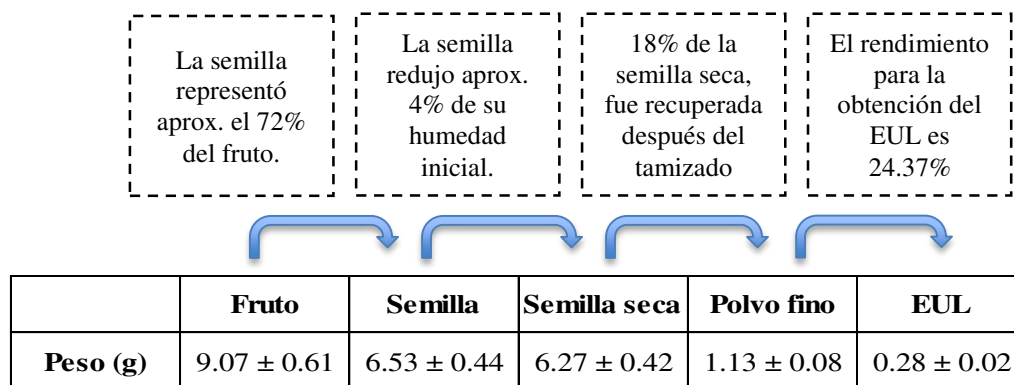 La semilla
representó
aprox. el 72%
del fruto.
La semilla
redujo aprox.
4% de su
humedad
inicial.
18% de la
semilla seca,
fue recuperada
después del
tamizado
El rendimiento
para la
obtención del
EUL es
24.37%
Fruto Semilla Semilla seca Polvo fino EUL
Peso (g) 9.07 ± 0.61 6.53 ± 0.44 6.27 ± 0.42 1.13 ± 0.08 0.28 ± 0.02